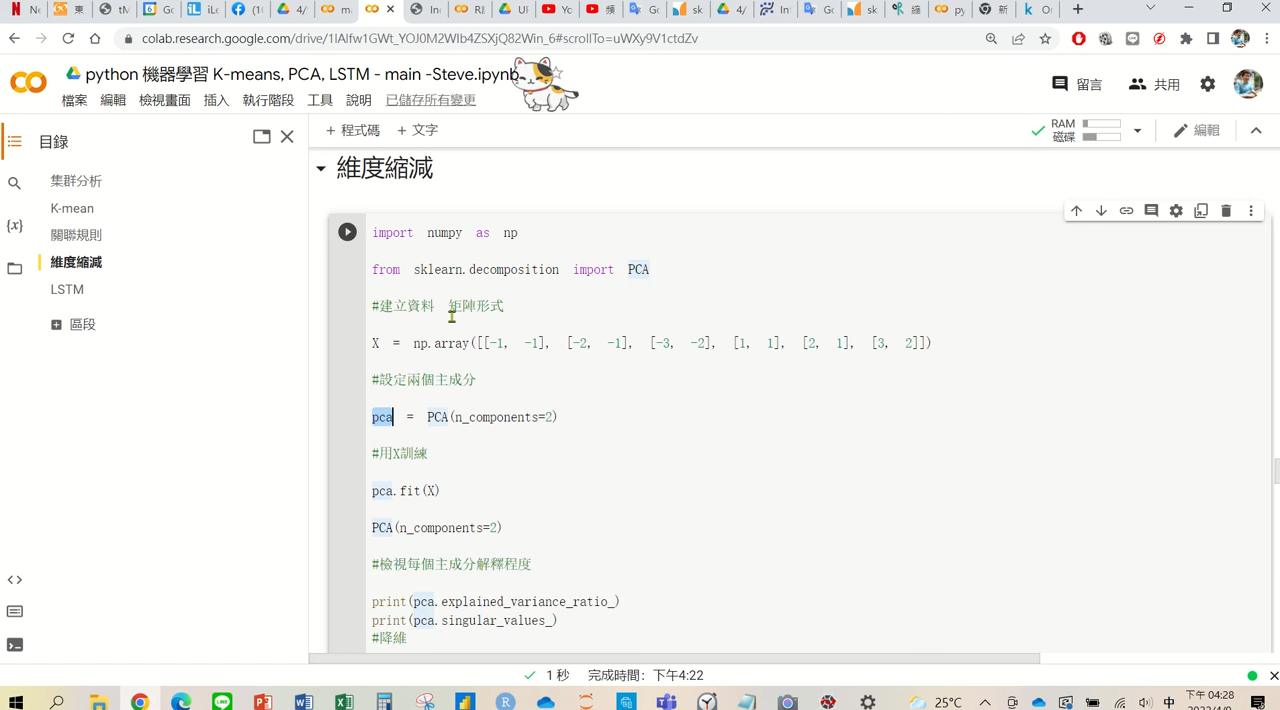 colab.research.google.com/drive/1lAlfw1GWt_YOJ0M2WIb4ZSXjQ82Win_6#scrollTo=uWXy9V1ctdZv
python 機器學習 K-means, PCA, LSTM - main -Steve.ipynb
留言 共用
檔案 編輯 檢視畫面 插入 執行階段 工具 說明 已儲存所有變更
目錄
+ 程式碼 + 文字
RAM
磁碟
編輯
維度縮減
集群分析
K-mean
關聯規則
維度縮減
LSTM
區段
import numpy as np
from sklearn.decomposition import PCA
#建立資料 矩陣形式
X = np.array([[-1, -1], [-2, -1], [-3, -2], [1, 1], [2, 1], [3, 2]])
#設定兩個主成分
pca = PCA(n_components=2)
#用X訓練
pca.fit(X)
PCA(n_components=2)
#檢視每個主成分解釋程度
print(pca.explained_variance_ratio_)
print(pca.singular_values_)
#降維
1 秒 完成時間: 下午4:22
25°C
中
下午 04:28